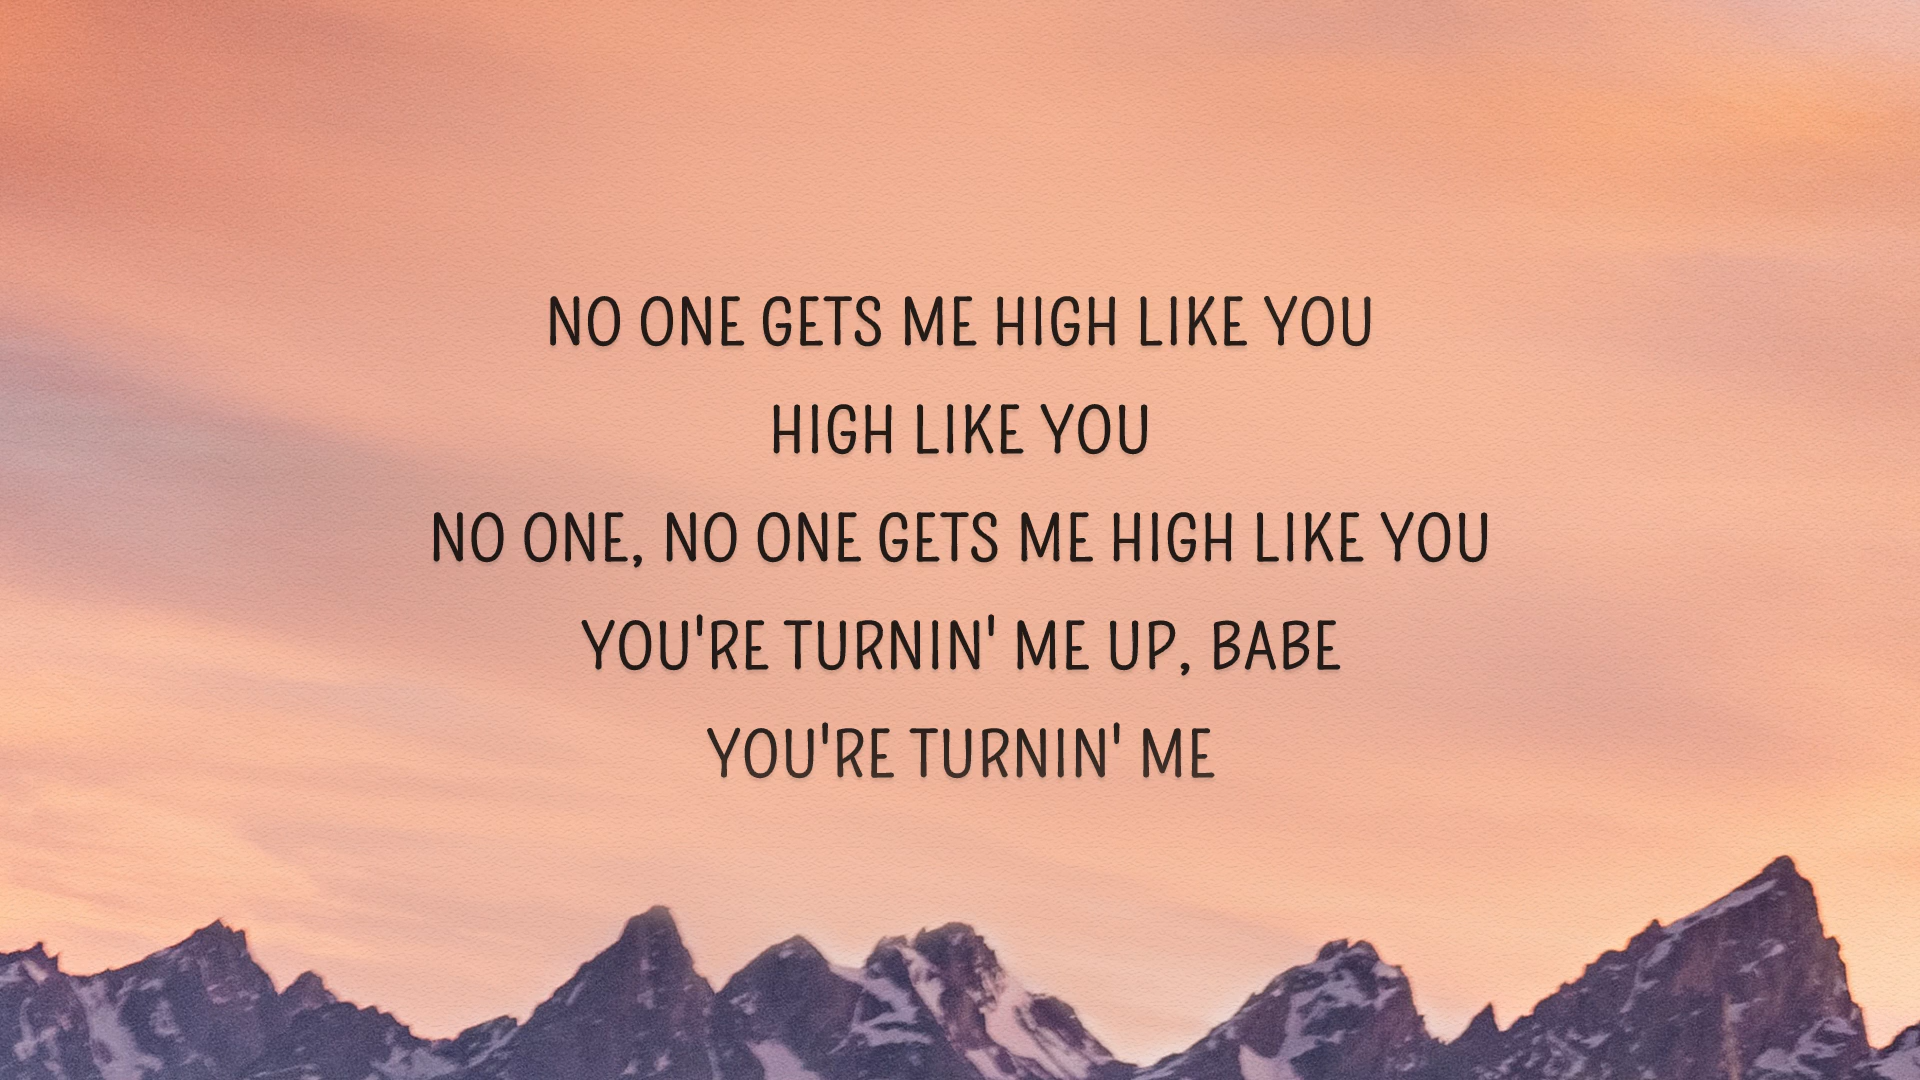 NO ONE GETS ME HIGH LIKE YOU
HIGH LIKE YOU
NO ONE, NO ONE GETS ME HIGH LIKE YOU
YOU'RE TURNIN' ME UP, BABE
YOU'RE TURNIN' ME